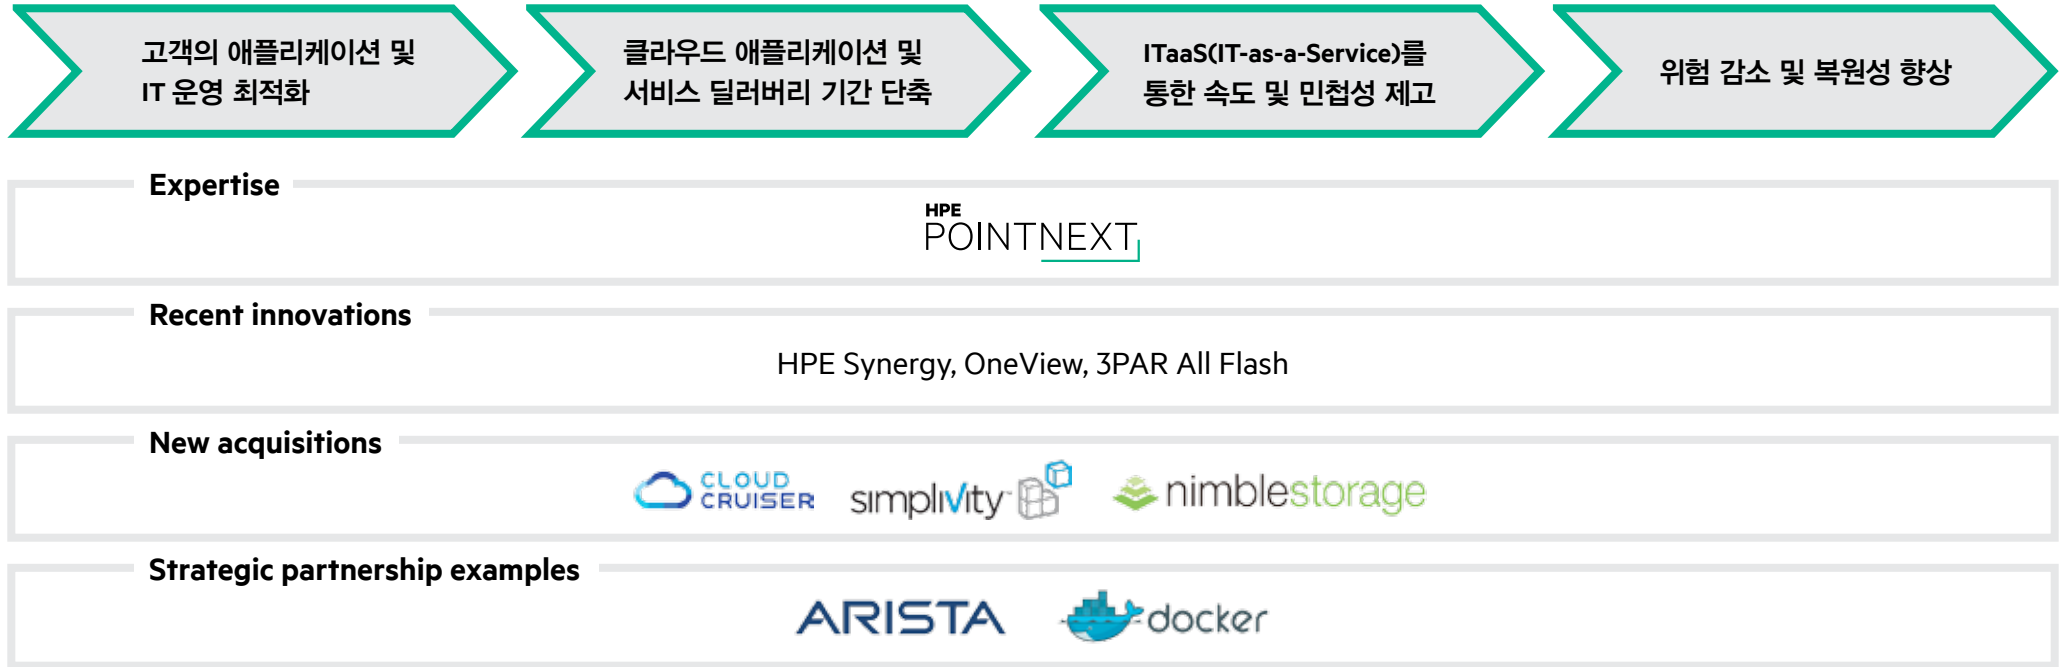 고객의 애플리케이션 및
IT 운영 최적화
클라우드 애플리케이션 및
서비스 딜러버리 기간 단축
ITaaS(IT-as-a-Service)를
통한 속도 및 민첩성 제고
위험 감소 및 복원성 향상
Expertise
HPE
POINTNEXT
Recent innovations
HPE Synergy, OneView, 3PAR All Flash
New acquisitions
CLOUD
CRUISER
simplivity
nimblestorage
Strategic partnership examples
ARISTA
docker